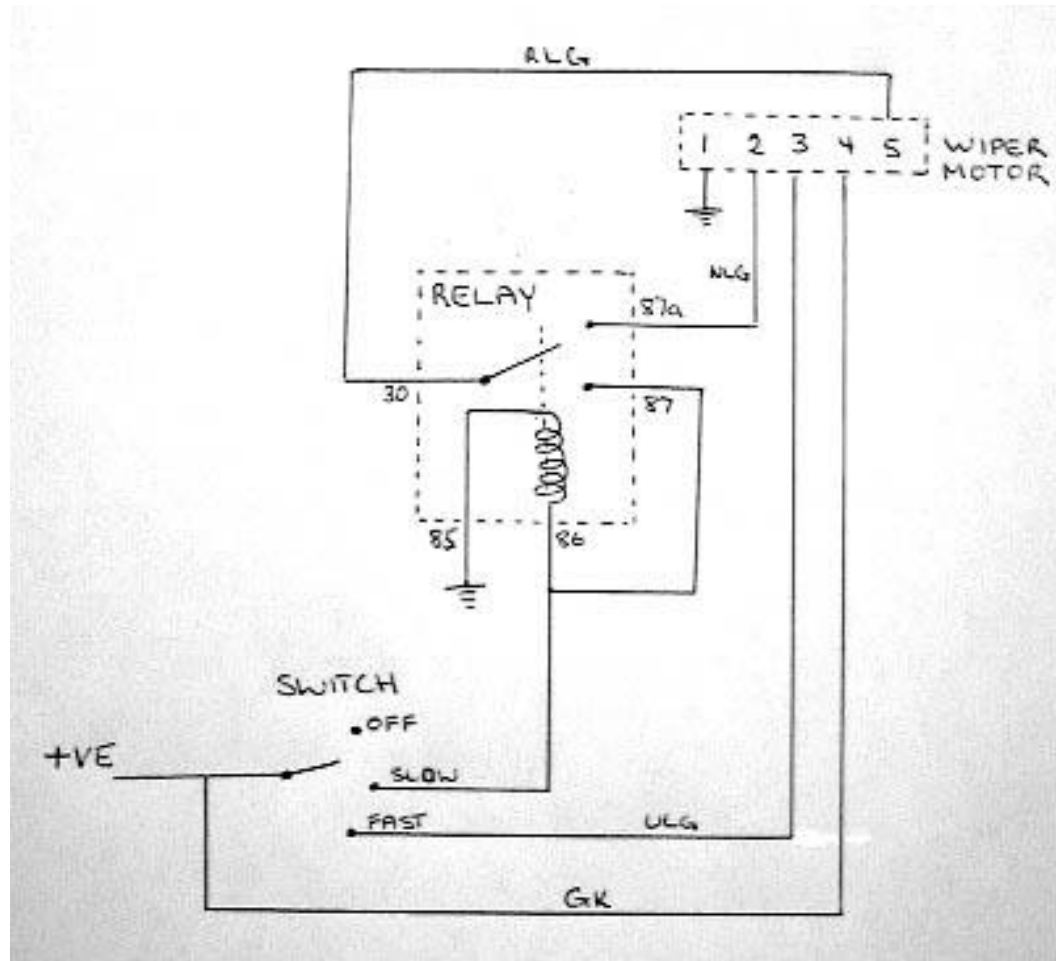 RLG
1 2 3 4 5
WIPER
MOTOR
NLG
RELAY
87a
30
87
85
86
SWITCH
OFF
+VE
SLOW
FAST
ULG
GK